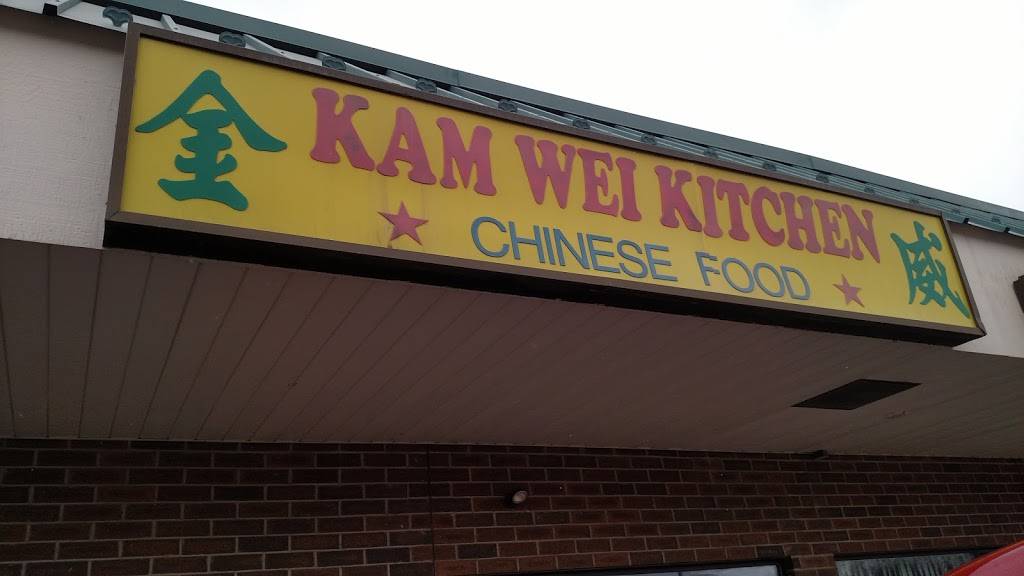 金 KAM WEI KITCHEN 威
CHINESE FOOD